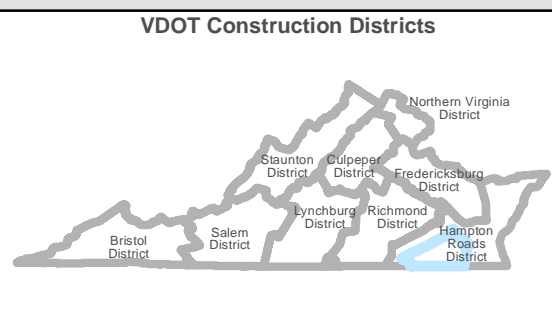 VDOT Construction Districts
Northern Virginia
District
Staunton
District
Culpeper
District
Fredericksburg
District
Lynchburg
District
Richmond
District
Hampton
Roads
District
Salem
District
Bristol
District